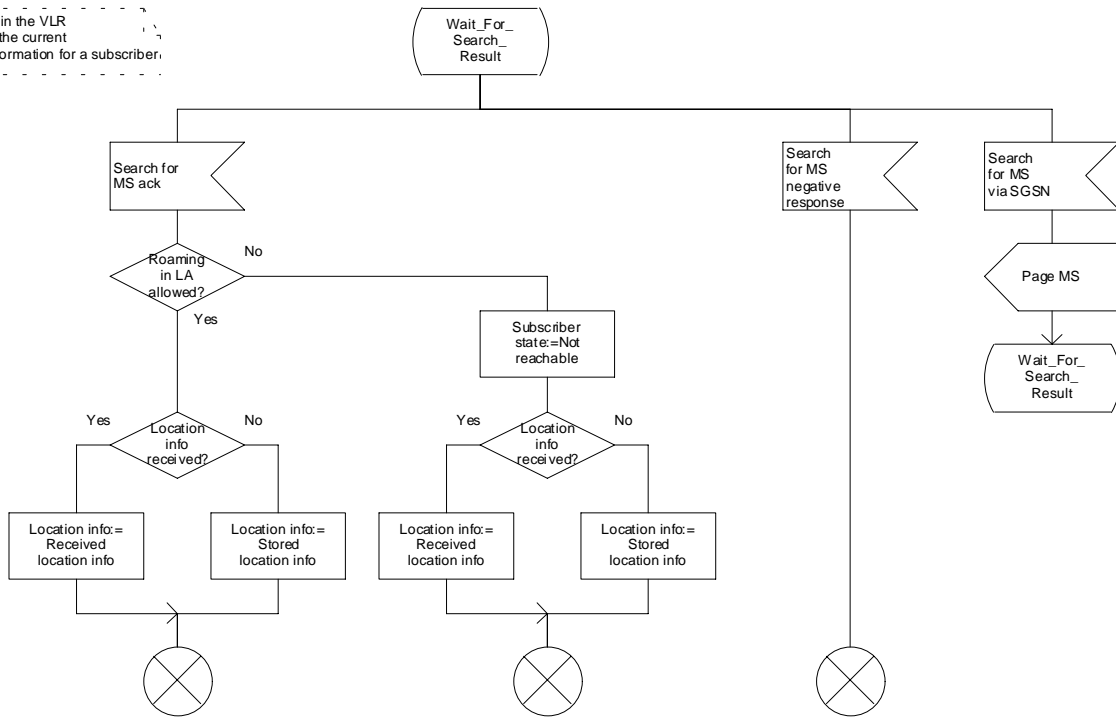 in the VLR
the current
ormation for a subscriber
Wait_For_
Search_
Result
Search for
MS ack
Search
for MS
negative
response
Search
for MS
via SGSN
Roaming
in LA
allowed?
No
Yes
Page MS
Subscriber
state:=Not
reachable
Wait_For_
Search_
Result
Yes
Location
info
received?
No
Yes
Location
info
received?
No
Location info:=
Received
location info
Location info:=
Stored
location info
Location info:=
Received
location info
Location info:=
Stored
location info